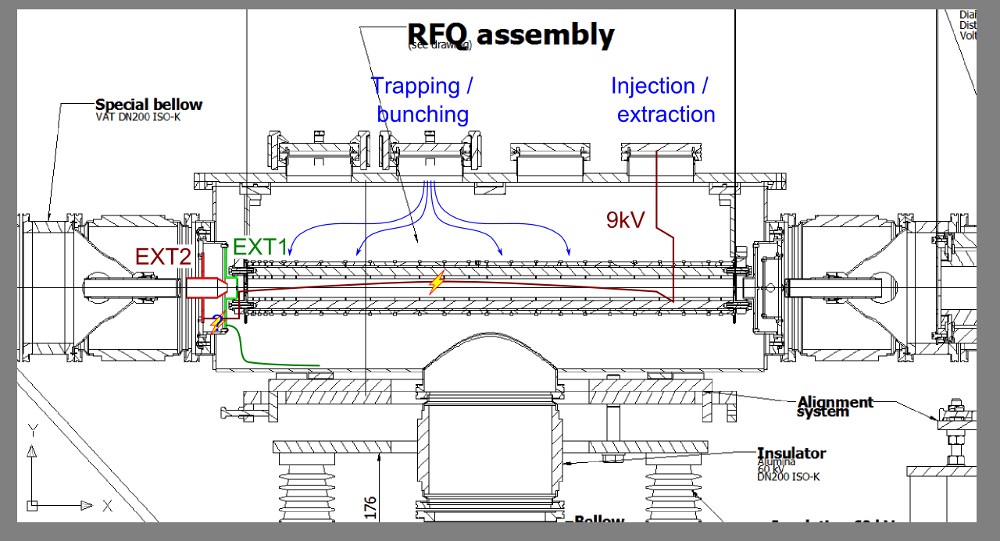 RFQ assembly
(see drawing)
Trapping /
bunching
Injection /
extraction
Special bellow
VAT DN200 ISO-K
9kV
EXT1
EXT2
?
Alignment
system
Insulator
Alumina
60 kV
DN200 ISO-K
Y
X
176
Bellow